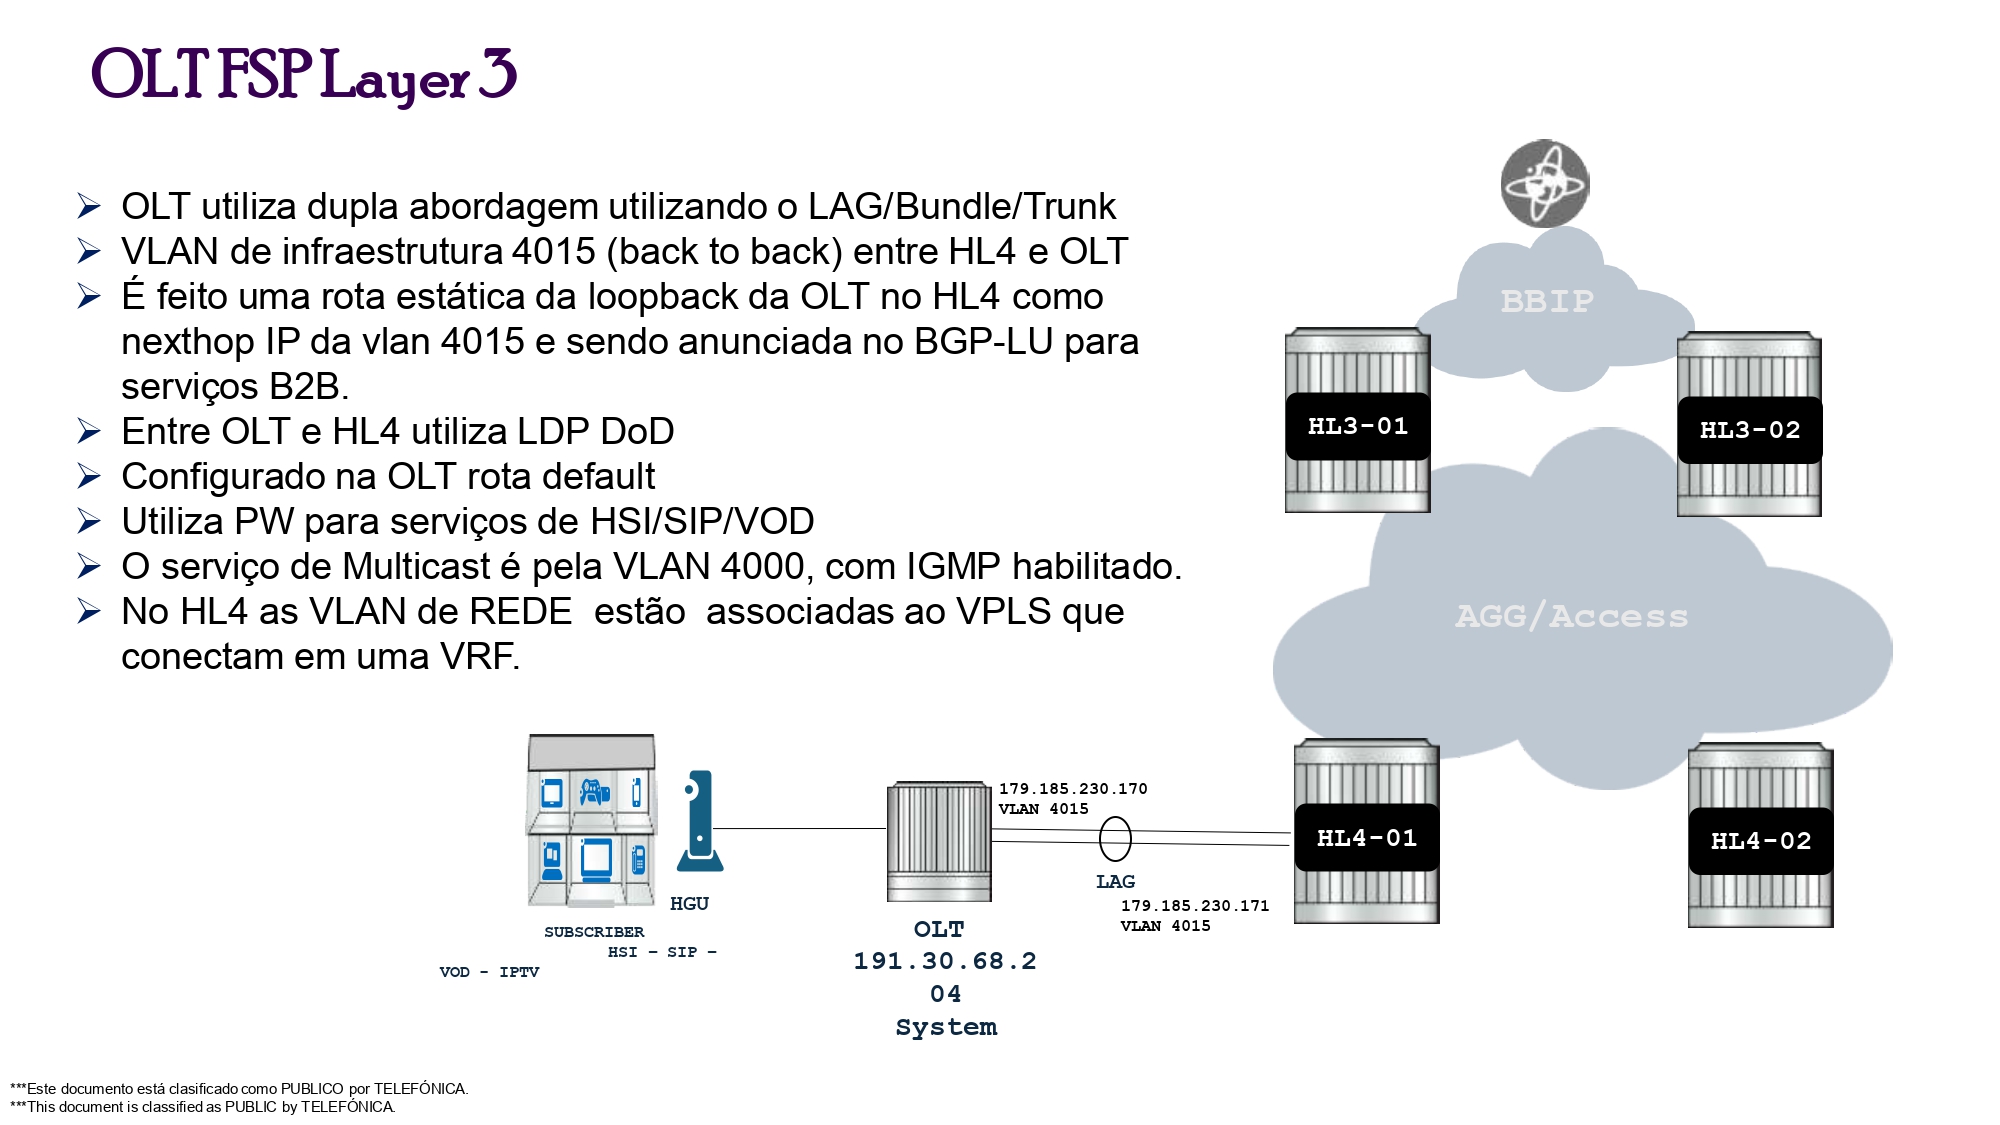 OLT FSP Layer 3
OLT utiliza dupla abordagem utilizando o LAG/Bundle/Trunk
VLAN de infraestrutura 4015 (back to back) entre HL4 e OLT
É feito uma rota estática da loopback da OLT no HL4 como
nexthop IP da vlan 4015 e sendo anunciada no BGP-LU para
serviços B2B.
Entre OLT e HL4 utiliza LDP DoD
Configurado na OLT rota default
Utiliza PW para serviços de HSI/SIP/VOD
O serviço de Multicast é pela VLAN 4000, com IGMP habilitado.
No HL4 as VLAN de REDE  estão  associadas ao VPLS que
conectam em uma VRF.
BBIP
HL3-01
HL3-02
AGG/Access
179.185.230.170
VLAN 4015
HL4-01
HL4-02
LAG
179.185.230.171
VLAN 4015
HGU
SUBSCRIBER
HSI – SIP –
VOD - IPTV
OLT
191.30.68.2
04
System
***Este documento está clasificado como PUBLICO por TELEFÓNICA.
***This document is classified as PUBLIC by TELEFÓNICA.